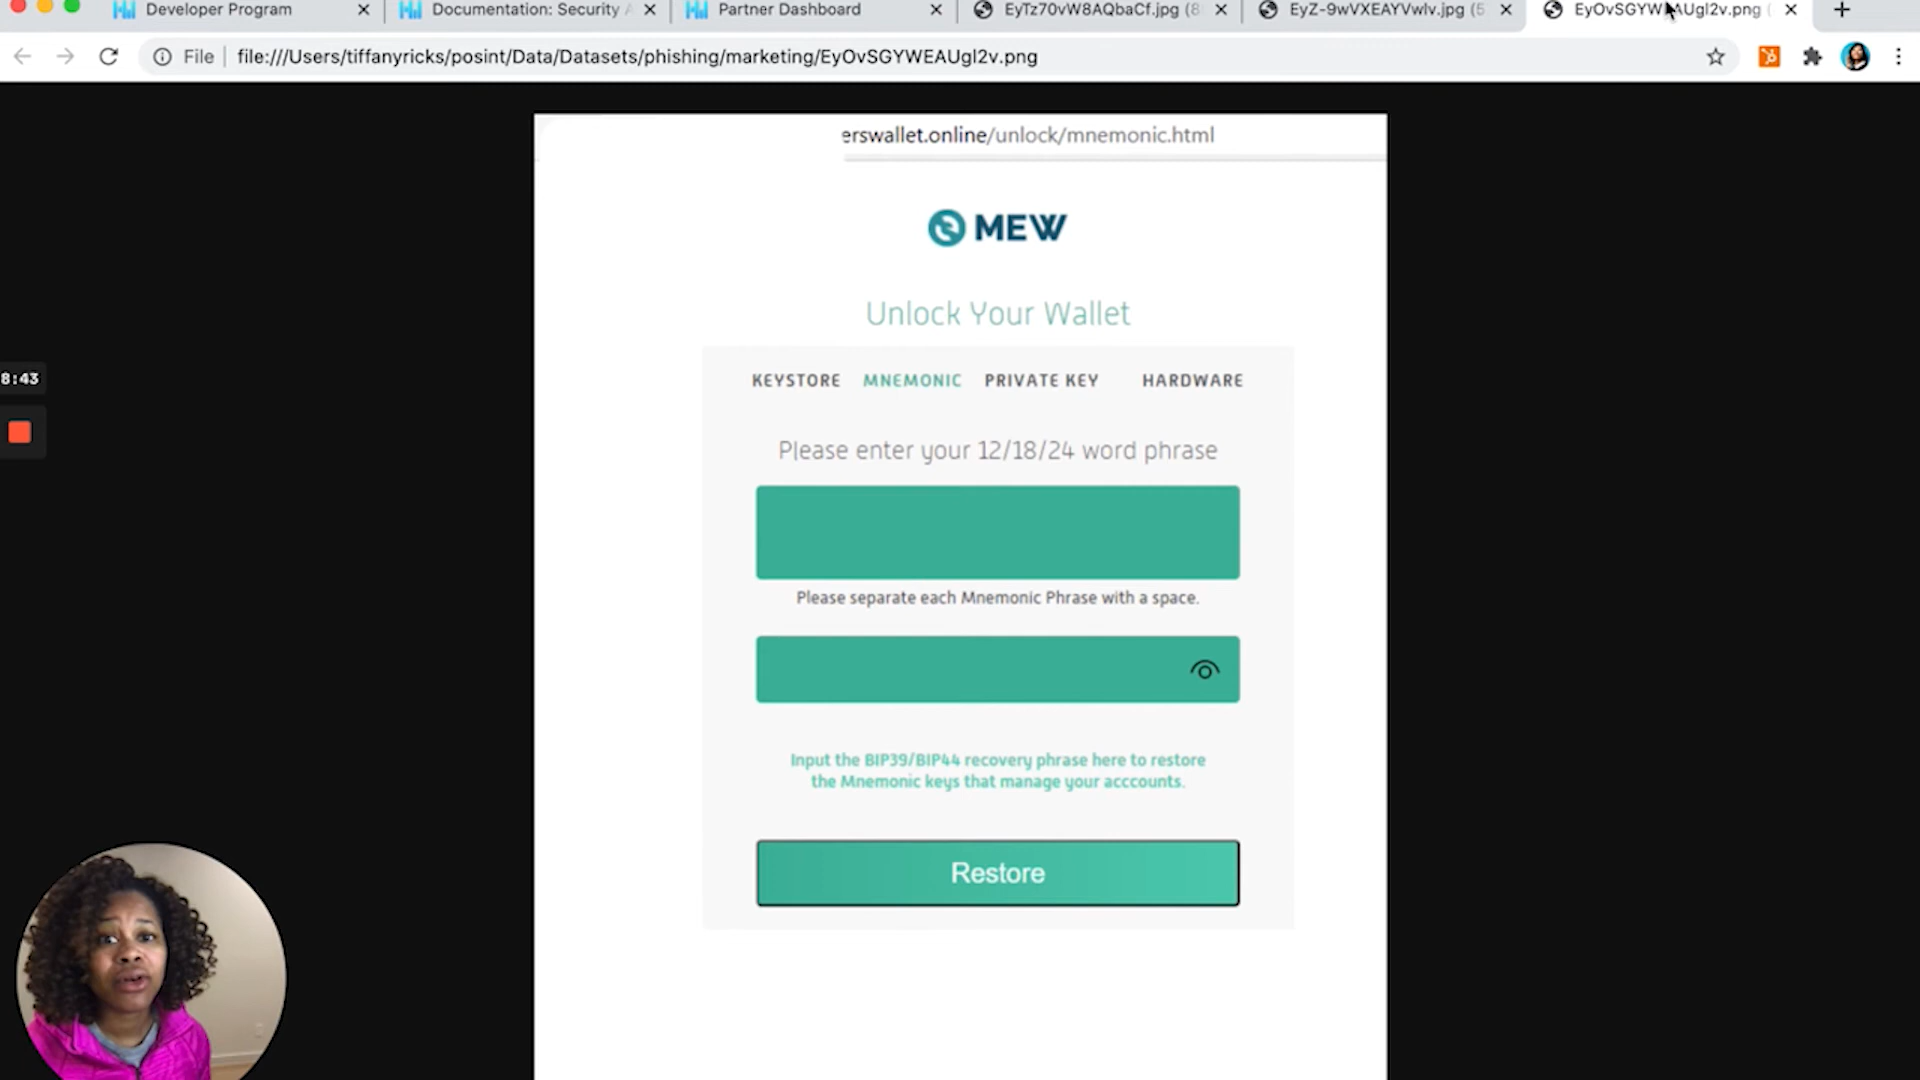 Developer Program
Documentation: Security
Partner Dashboard
EyTz70vW8AQbaCf.jpg (8
EyZ-9wVXEAYVwlv.jpg (5
EyOvSGYWEAUgl2v.png (
File
file:///Users/tiffanyricks/posint/Data/Datasets/phishing/marketing/EyOvSGYWEAUgl2v.png
erswallet.online/unlock/mnemonic.html
MEW
Unlock Your Wallet
8:43
KEYSTORE MNEMONIC PRIVATE KEY HARDWARE
Please enter your 12/18/24 word phrase
Please separate each Mnemonic Phrase with a space.
Input the BIP39/BIP44 recovery phrase here to restore
the Mnemonic keys that manage your acccounts.
Restore